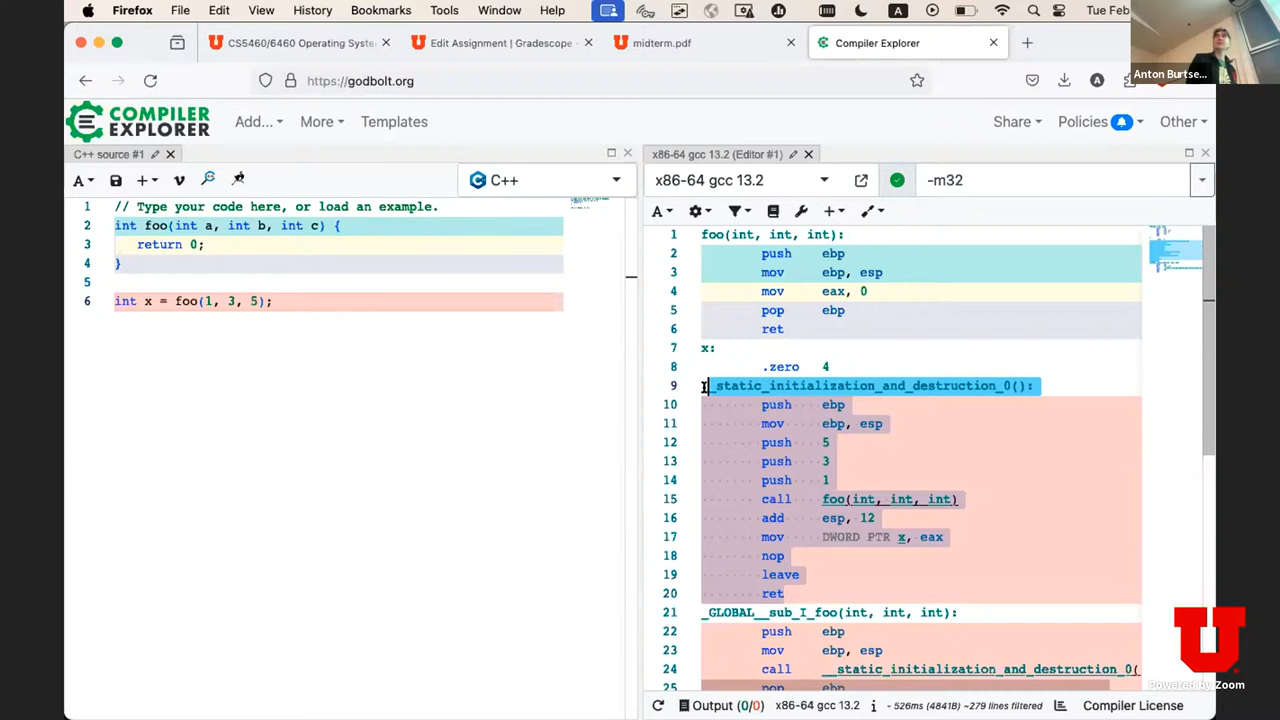 Firefox File Edit View History Bookmarks Tools Window Help A Tue Feb
CS5460/6460 Operating Syste Edit Assignment | Gradescope - midterm.pdf Compiler Explorer
https://godbolt.org
Anton Burtse...
COMPILER EXPLORER Add... More Templates Share Policies Other
C++ source #1
A C++
1 // Type your code here, or load an example.
2 int foo(int a, int b, int c) {
3 return 0;
4 }
5
6 int x = foo(1, 3, 5);
x86-64 gcc 13.2 (Editor #1)
x86-64 gcc 13.2 -m32
A
1 foo(int, int, int):
2 push ebp
3 mov ebp, esp
4 mov eax, 0
5 pop ebp
6 ret
7 x:
8 .zero 4
9 __static_initialization_and_destruction_0():
10 push ebp
11 mov ebp, esp
12 push 5
13 push 3
14 push 1
15 call foo(int, int, int)
16 add esp, 12
17 mov DWORD PTR x, eax
18 nop
19 leave
20 ret
21 _GLOBAL__sub_I_foo(int, int, int):
22 push ebp
23 mov ebp, esp
24 call __static_initialization_and_destruction_0(
25 pop ebp
Output (0/0) x86-64 gcc 13.2 i - 526ms (4841B) ~279 lines filtered Compiler License
U
Powered by Zoom